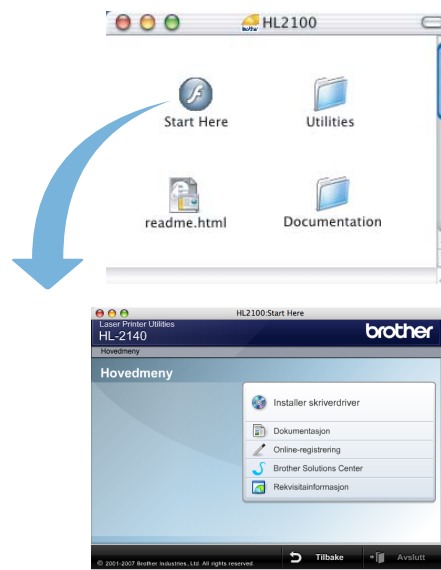 HL2100
Start Here
Utilities
readme.html
Documentation
HL2100:Start Here
Laser Printer Utilities
HL-2140
brother
Hovedmeny
Hovedmeny
Installer skriverdriver
Dokumentasjon
Online-registrering
Brother Solutions Center
Rekvisitainformasjon
© 2001-2007 Brother Industries, Ltd. All rights reserved.
Tilbake
Avslutt